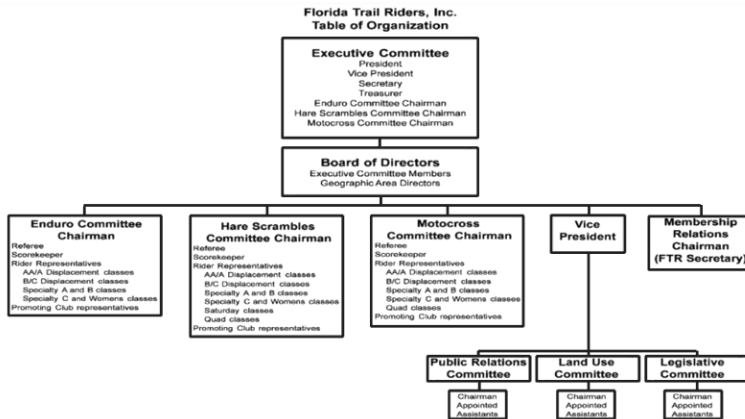 Florida Trail Riders, Inc.
Table of Organization
Executive Committee
President
Vice President
Secretary
Treasurer
Enduro Committee Chairman
Hare Scrambles Committee Chairman
Motocross Committee Chairman
Board of Directors
Executive Committee Members
Geographic Area Directors
Enduro Committee
Chairman
Referee
Scorekeeper
Rider Representatives
AA/A Displacement classes
B/C Displacement classes
Specialty A and B classes
Specialty C and Womens classes
Promoting Club representatives
Hare Scrambles
Committee Chairman
Referee
Scorekeeper
Rider Representatives
AA/A Displacement classes
B/C Displacement classes
Specialty A and B classes
Specialty C and Womens classes
Saturday classes
Quad classes
Promoting Club representatives
Motocross
Committee Chairman
Referee
Scorekeeper
Rider Representatives
AA/A Displacement classes
B/C Displacement classes
Specialty A and B classes
Specialty C and Womens classes
Quad classes
Promoting Club representatives
Vice
President
Membership
Relations
Chairman
(FTR Secretary)
Public Relations
Committee
Chairman
Appointed
Assistants
Land Use
Committee
Chairman
Appointed
Assistants
Legislative
Committee
Chairman
Appointed
Assistants